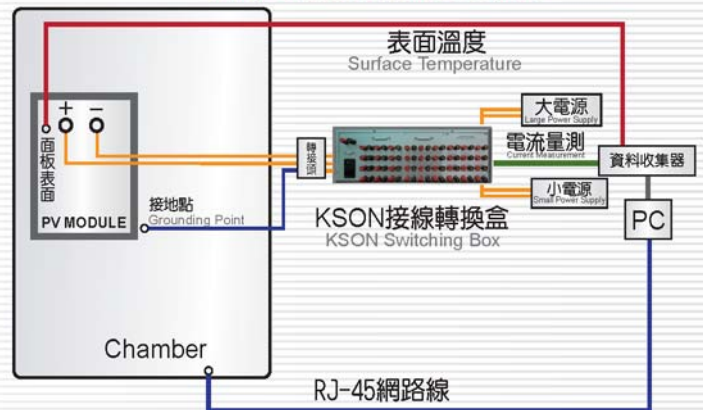 表面溫度
Surface Temperature
+ −
面板表面
PV MODULE
接地點
Grounding Point
轉接頭
KSON接線轉換盒
KSON Switching Box
大電源
Large Power Supply
電流量測
Current Measurement
小電源
Small Power Supply
資料收集器
PC
Chamber
RJ-45網路線